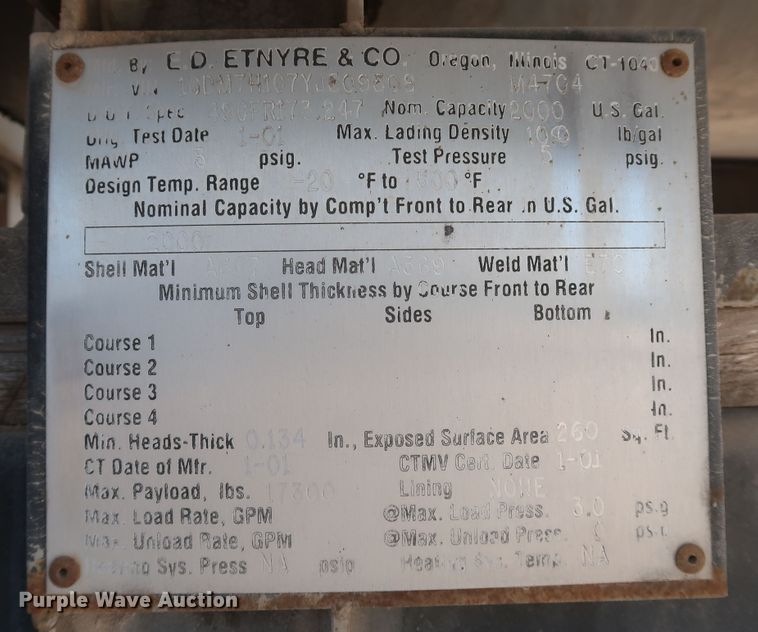 By E.D. ETNYRE & CO. Oregon, Illinois CT-1040
M4704
Nom. Capacity 2000 U.S. Gal.
Test Date 1-01 Max. Lading Density lb/gal
MAWP psig. Test Pressure 5 psig.
Design Temp. Range -20 °F to °F
Nominal Capacity by Comp't Front to Rear in U.S. Gal.
2000
Shell Mat'l Head Mat'l A569 Weld Mat'l
Minimum Shell Thickness by Course Front to Rear
Top Sides Bottom
Course 1 In.
Course 2 In.
Course 3 In.
Course 4 In.
Min. Heads-Thick 0.134 In., Exposed Surface Area 260 Sq. Ft.
CT Date of Mfr. 1-01 CTMV Cert. Date 1-01
Max. Payload, lbs. 17300 Lining NONE
Max. Load Rate, GPM @Max. Load Press. 3.0 psig
Max. Unload Rate, GPM @Max. Unload Press. psig
Heating Sys. Press NA psig Heating Sys. Temp. NA
Purple Wave Auction